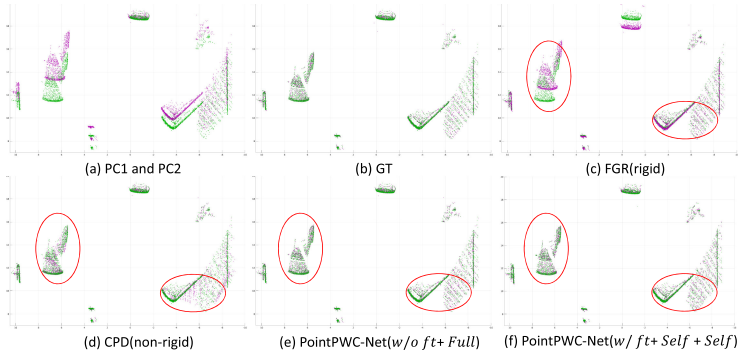 (a) PC1 and PC2
(b) GT
(c) FGR(rigid)
(d) CPD(non-rigid)
(e) PointPWC-Net(w/o ft+ Full)
(f) PointPWC-Net(w/ ft+ Self + Self)